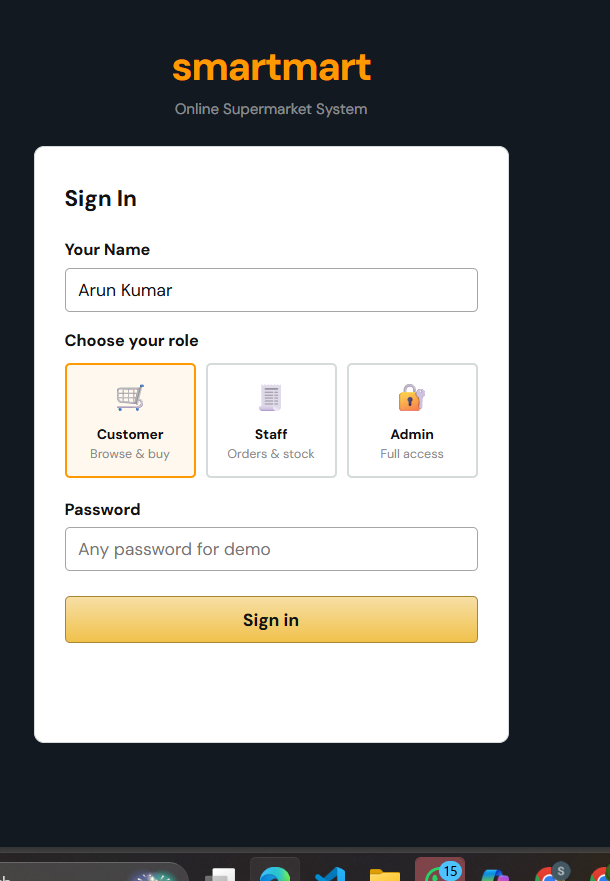 smartmart
Online Supermarket System
Sign In
Your Name
Arun Kumar
Choose your role
Customer
Browse & buy
Staff
Orders & stock
Admin
Full access
Password
Any password for demo
Sign in
15
S